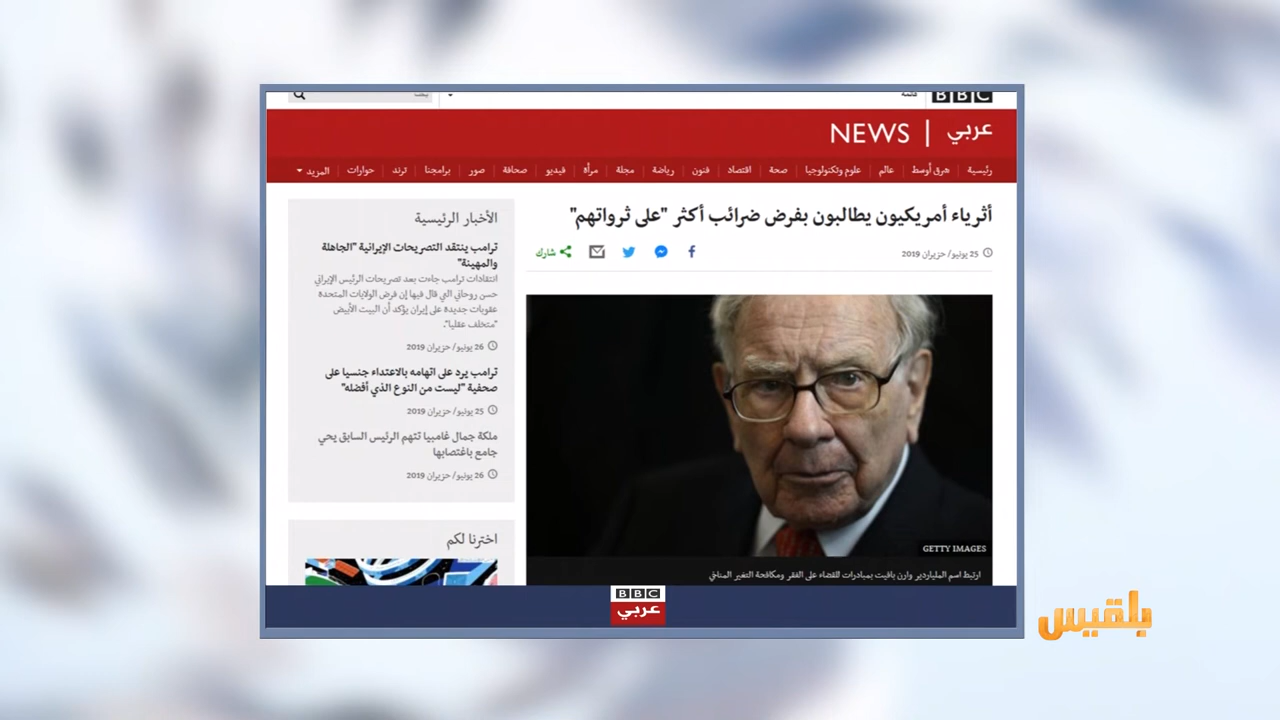 BBC
قائمة
عربي | NEWS
رئيسية | شرق أوسط | عالم | علوم وتكنولوجيا | صحة | اقتصاد | فنون | رياضة | مجلة | مرأة | فيديو | صحافة | صور | برامجنا | ترند | حوارات | المزيد
أثرياء أمريكيون يطالبون بفرض ضرائب أكثر "على ثرواتهم"
25 يونيو/ حزيران 2019
شارك
GETTY IMAGES
ارتبط اسم الملياردير وارن بافيت بمبادرات للقضاء على الفقر ومكافحة التغير المناخي
الأخبار الرئيسية
ترامب ينتقد التصريحات الإيرانية "الجاهلة
والمهينة"
انتقادات ترامب جاءت بعد تصريحات الرئيس الإيراني
حسن روحاني التي قال فيها إن فرض الولايات المتحدة
عقوبات جديدة على إيران يؤكد أن البيت الأبيض
"متخلف عقليا".
26 يونيو/ حزيران 2019
ترامب يرد على اتهامه بالاعتداء جنسيا على
صحفية "ليست من النوع الذي أفضله"
25 يونيو/ حزيران 2019
ملكة جمال غامبيا تتهم الرئيس السابق يحي
جامع باغتصابها
26 يونيو/ حزيران 2019
اخترنا لكم
BBC
عربي
بلقيس